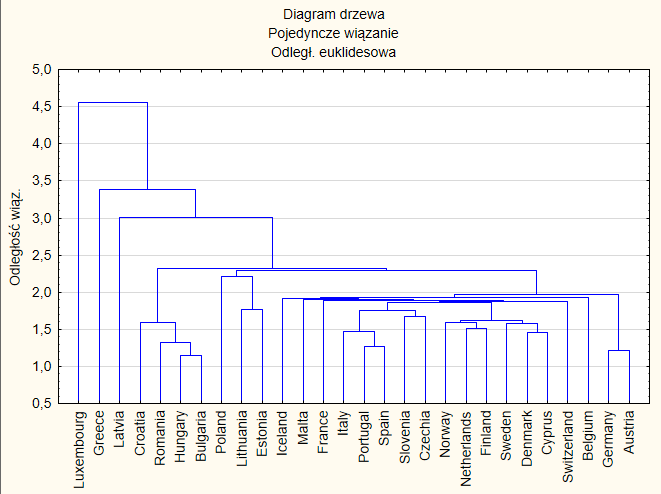 Diagram drzewa
Pojedyncze wiązanie
Odległ. euklidesowa
5,0
4,5
4,0
3,5
3,0
2,5
2,0
1,5
1,0
0,5
Odległość wiąz.
Luxembourg
Greece
Latvia
Croatia
Romania
Hungary
Bulgaria
Poland
Lithuania
Estonia
Iceland
Malta
France
Italy
Portugal
Spain
Slovenia
Czechia
Norway
Netherlands
Finland
Sweden
Denmark
Cyprus
Switzerland
Belgium
Germany
Austria